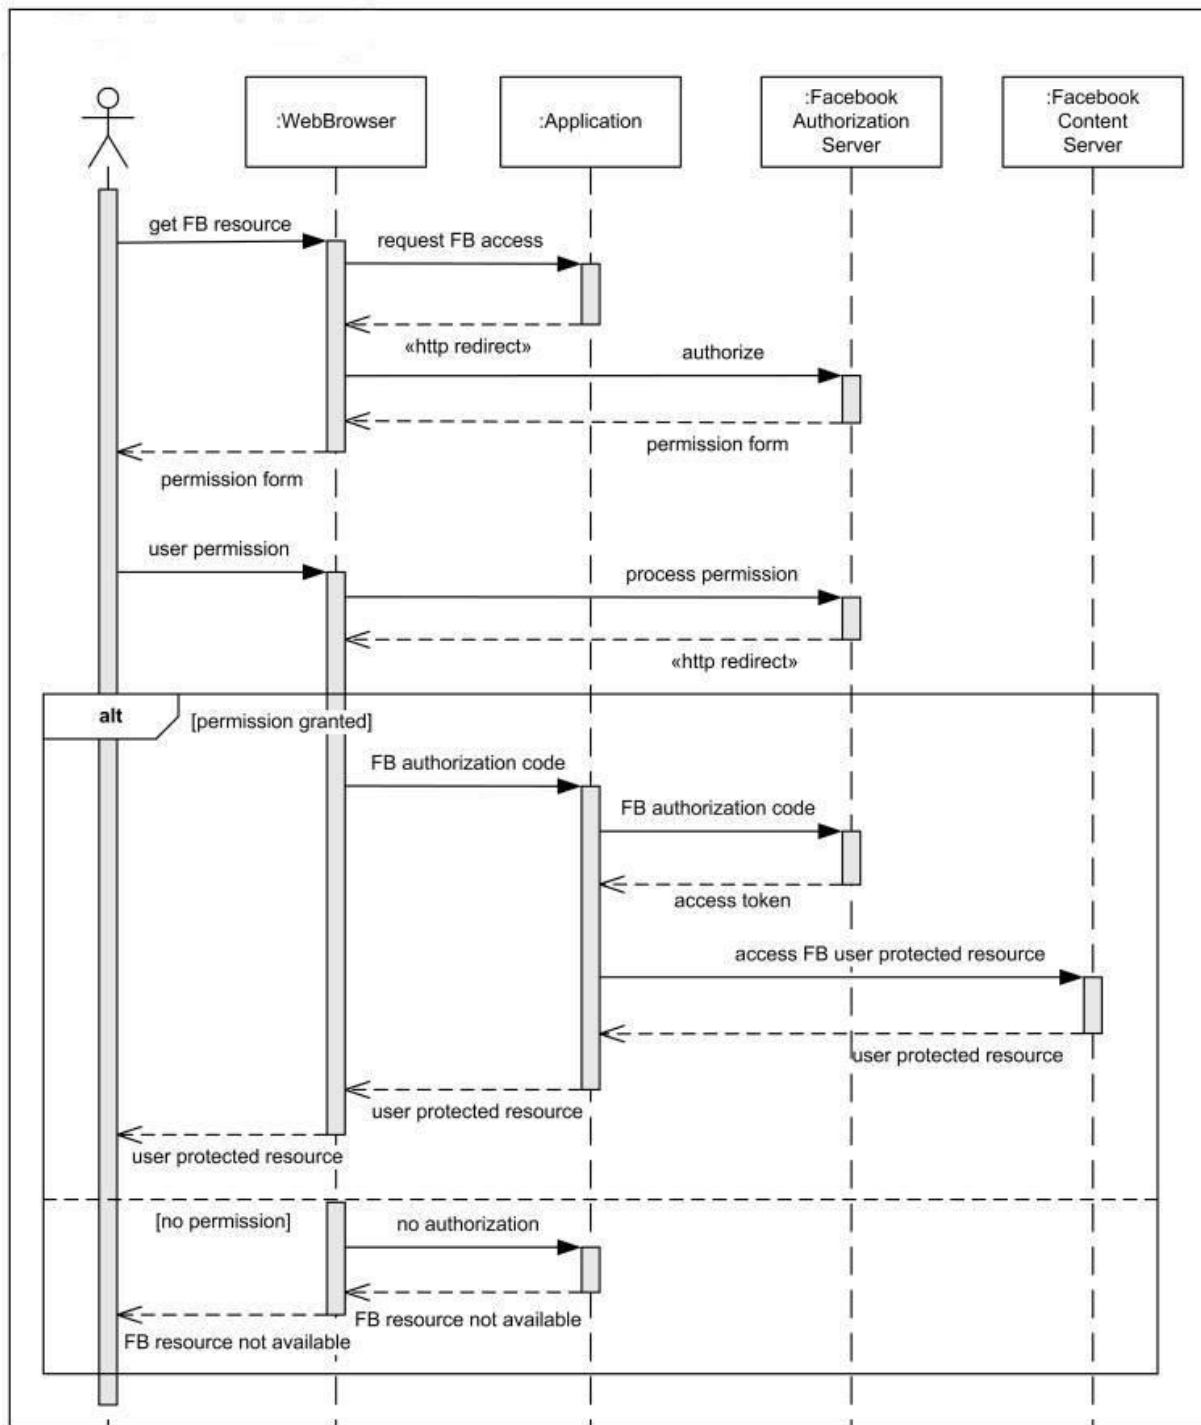 :WebBrowser
:Application
:Facebook
Authorization
Server
:Facebook
Content
Server
get FB resource
request FB access
«http redirect»
authorize
permission form
permission form
user permission
process permission
«http redirect»
alt
[permission granted]
FB authorization code
FB authorization code
access token
access FB user protected resource
user protected resource
user protected resource
user protected resource
[no permission]
no authorization
FB resource not available
FB resource not available